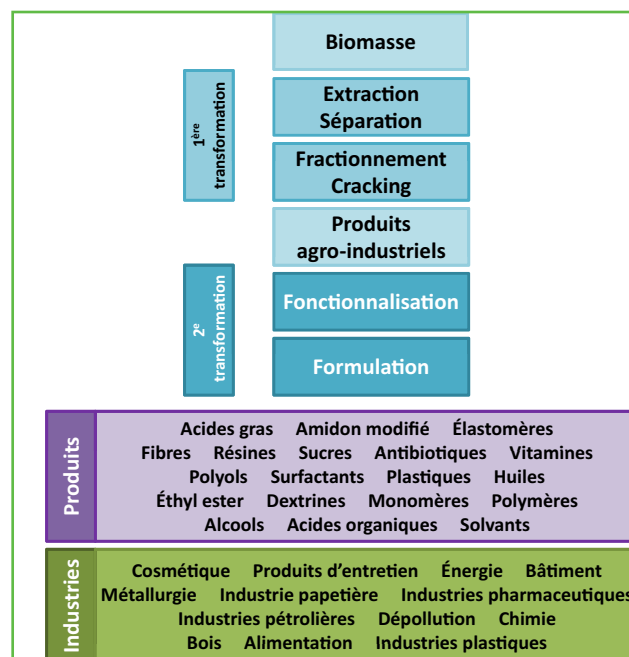 Biomasse
1ère
transformation
Extraction
Séparation
Fractionnement
Cracking
Produits
agro-industriels
2e
transformation
Fonctionnalisation
Formulation
Produits
Acides gras Amidon modifié Élastomères
Fibres Résines Sucres Antibiotiques Vitamines
Polyols Surfactants Plastiques Huiles
Éthyl ester Dextrines Monomères Polymères
Alcools Acides organiques Solvants
Industries
Cosmétique Produits d'entretien Énergie Bâtiment
Métallurgie Industrie papetière Industries pharmaceutiques
Industries pétrolières Dépollution Chimie
Bois Alimentation Industries plastiques